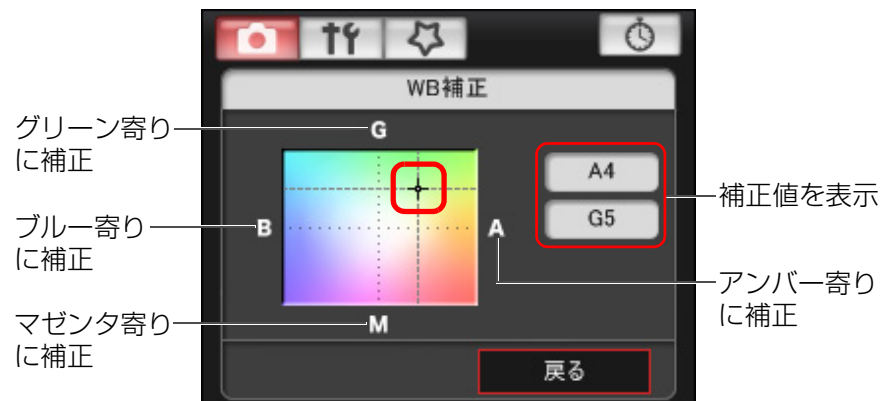 WB補正
グリーン寄り
に補正
G
A4
補正値を表示
G5
ブルー寄り
に補正
B
A
アンバー寄り
に補正
マゼンタ寄り
に補正
M
戻る